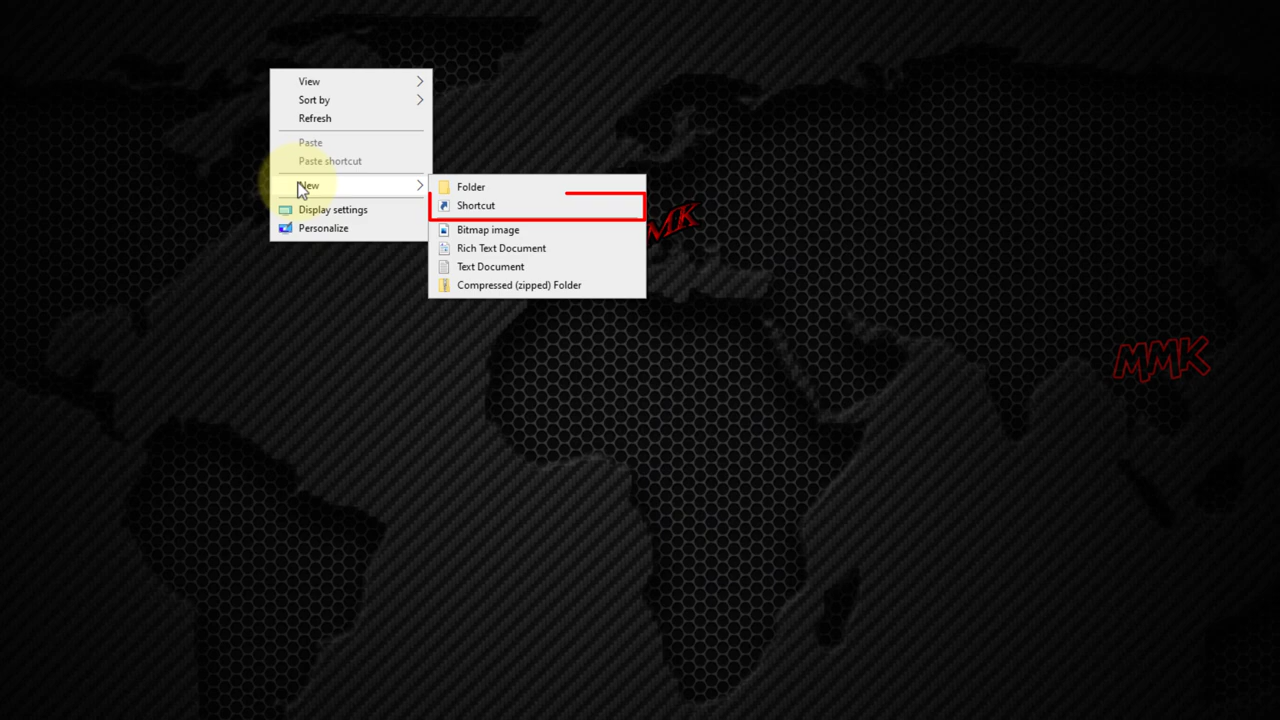 View
Sort by
Refresh
Paste
Paste shortcut
New
Display settings
Personalize
Folder
Shortcut
Bitmap image
Rich Text Document
Text Document
Compressed (zipped) Folder
MK
MMK